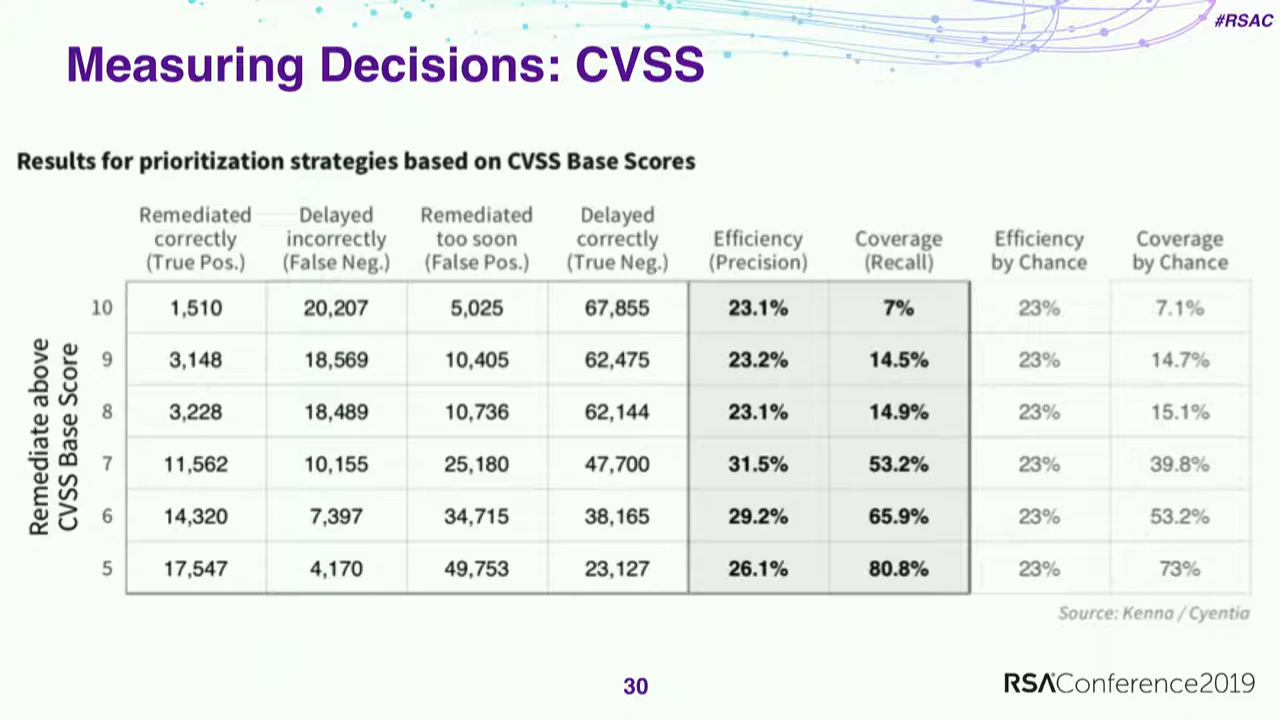 #RSAC
Measuring Decisions: CVSS
Results for prioritization strategies based on CVSS Base Scores
Remediated correctly (True Pos.) Delayed incorrectly (False Neg.) Remediated too soon (False Pos.) Delayed correctly (True Neg.) Efficiency (Precision) Coverage (Recall) Efficiency by Chance Coverage by Chance
Remediate above
CVSS Base Score
10 1,510 20,207 5,025 67,855 23.1% 7% 23% 7.1%
9 3,148 18,569 10,405 62,475 23.2% 14.5% 23% 14.7%
8 3,228 18,489 10,736 62,144 23.1% 14.9% 23% 15.1%
7 11,562 10,155 25,180 47,700 31.5% 53.2% 23% 39.8%
6 14,320 7,397 34,715 38,165 29.2% 65.9% 23% 53.2%
5 17,547 4,170 49,753 23,127 26.1% 80.8% 23% 73%
Source: Kenna / Cyentia
30
RSAConference2019